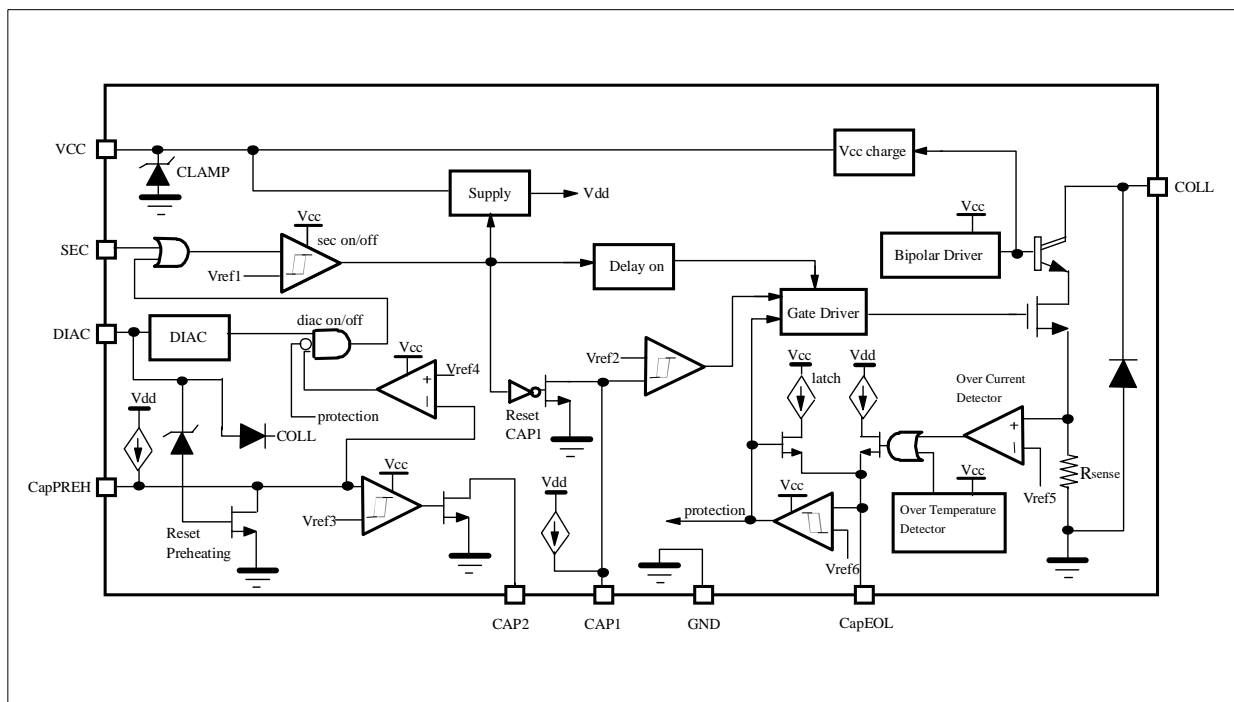 VCC
CLAMP
Vcc charge
COLL
Supply
Vdd
Vcc
SEC
sec on/off
Vref1
Delay on
Vcc
Bipolar Driver
Gate Driver
DIAC
DIAC
diac on/off
Vcc
Vref4
Vref2
Vcc
Vdd
latch
Over Current
Detector
protection
Reset
CAP1
Vdd
COLL
CapPREH
Vcc
Vref3
Vdd
Vcc
protection
Vref6
Vcc
Over Temperature
Detector
Vref5
Rsense
Reset
Preheating
CAP2
CAP1
GND
CapEOL
+
−
+
−